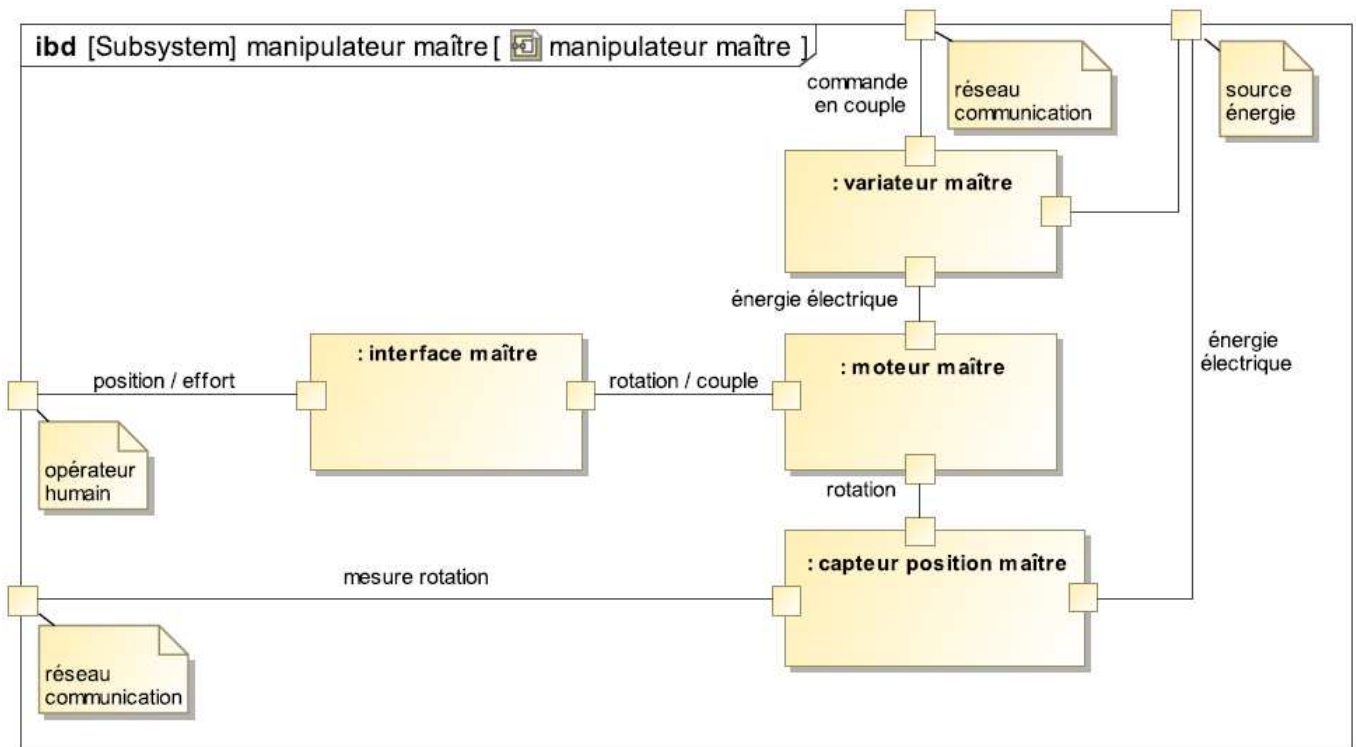 ibd [Subsystem] manipulateur maître [ manipulateur maître ]
commande
en couple
réseau
communication
source
énergie
: variateur maître
énergie électrique
énergie
électrique
: interface maître
: moteur maître
position / effort
rotation / couple
opérateur
humain
rotation
: capteur position maître
mesure rotation
réseau
communication